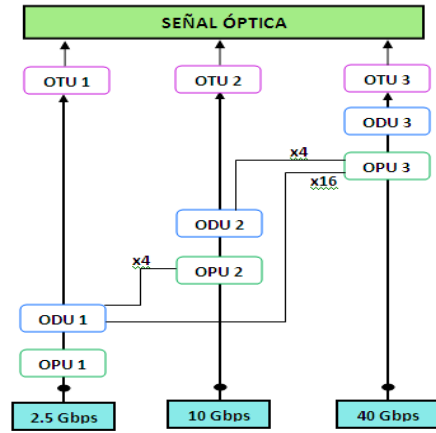 SEÑAL ÓPTICA
OTU 1
OTU 2
OTU 3
ODU 3
x4
OPU 3
x16
ODU 2
x4
OPU 2
ODU 1
OPU 1
2.5 Gbps
10 Gbps
40 Gbps